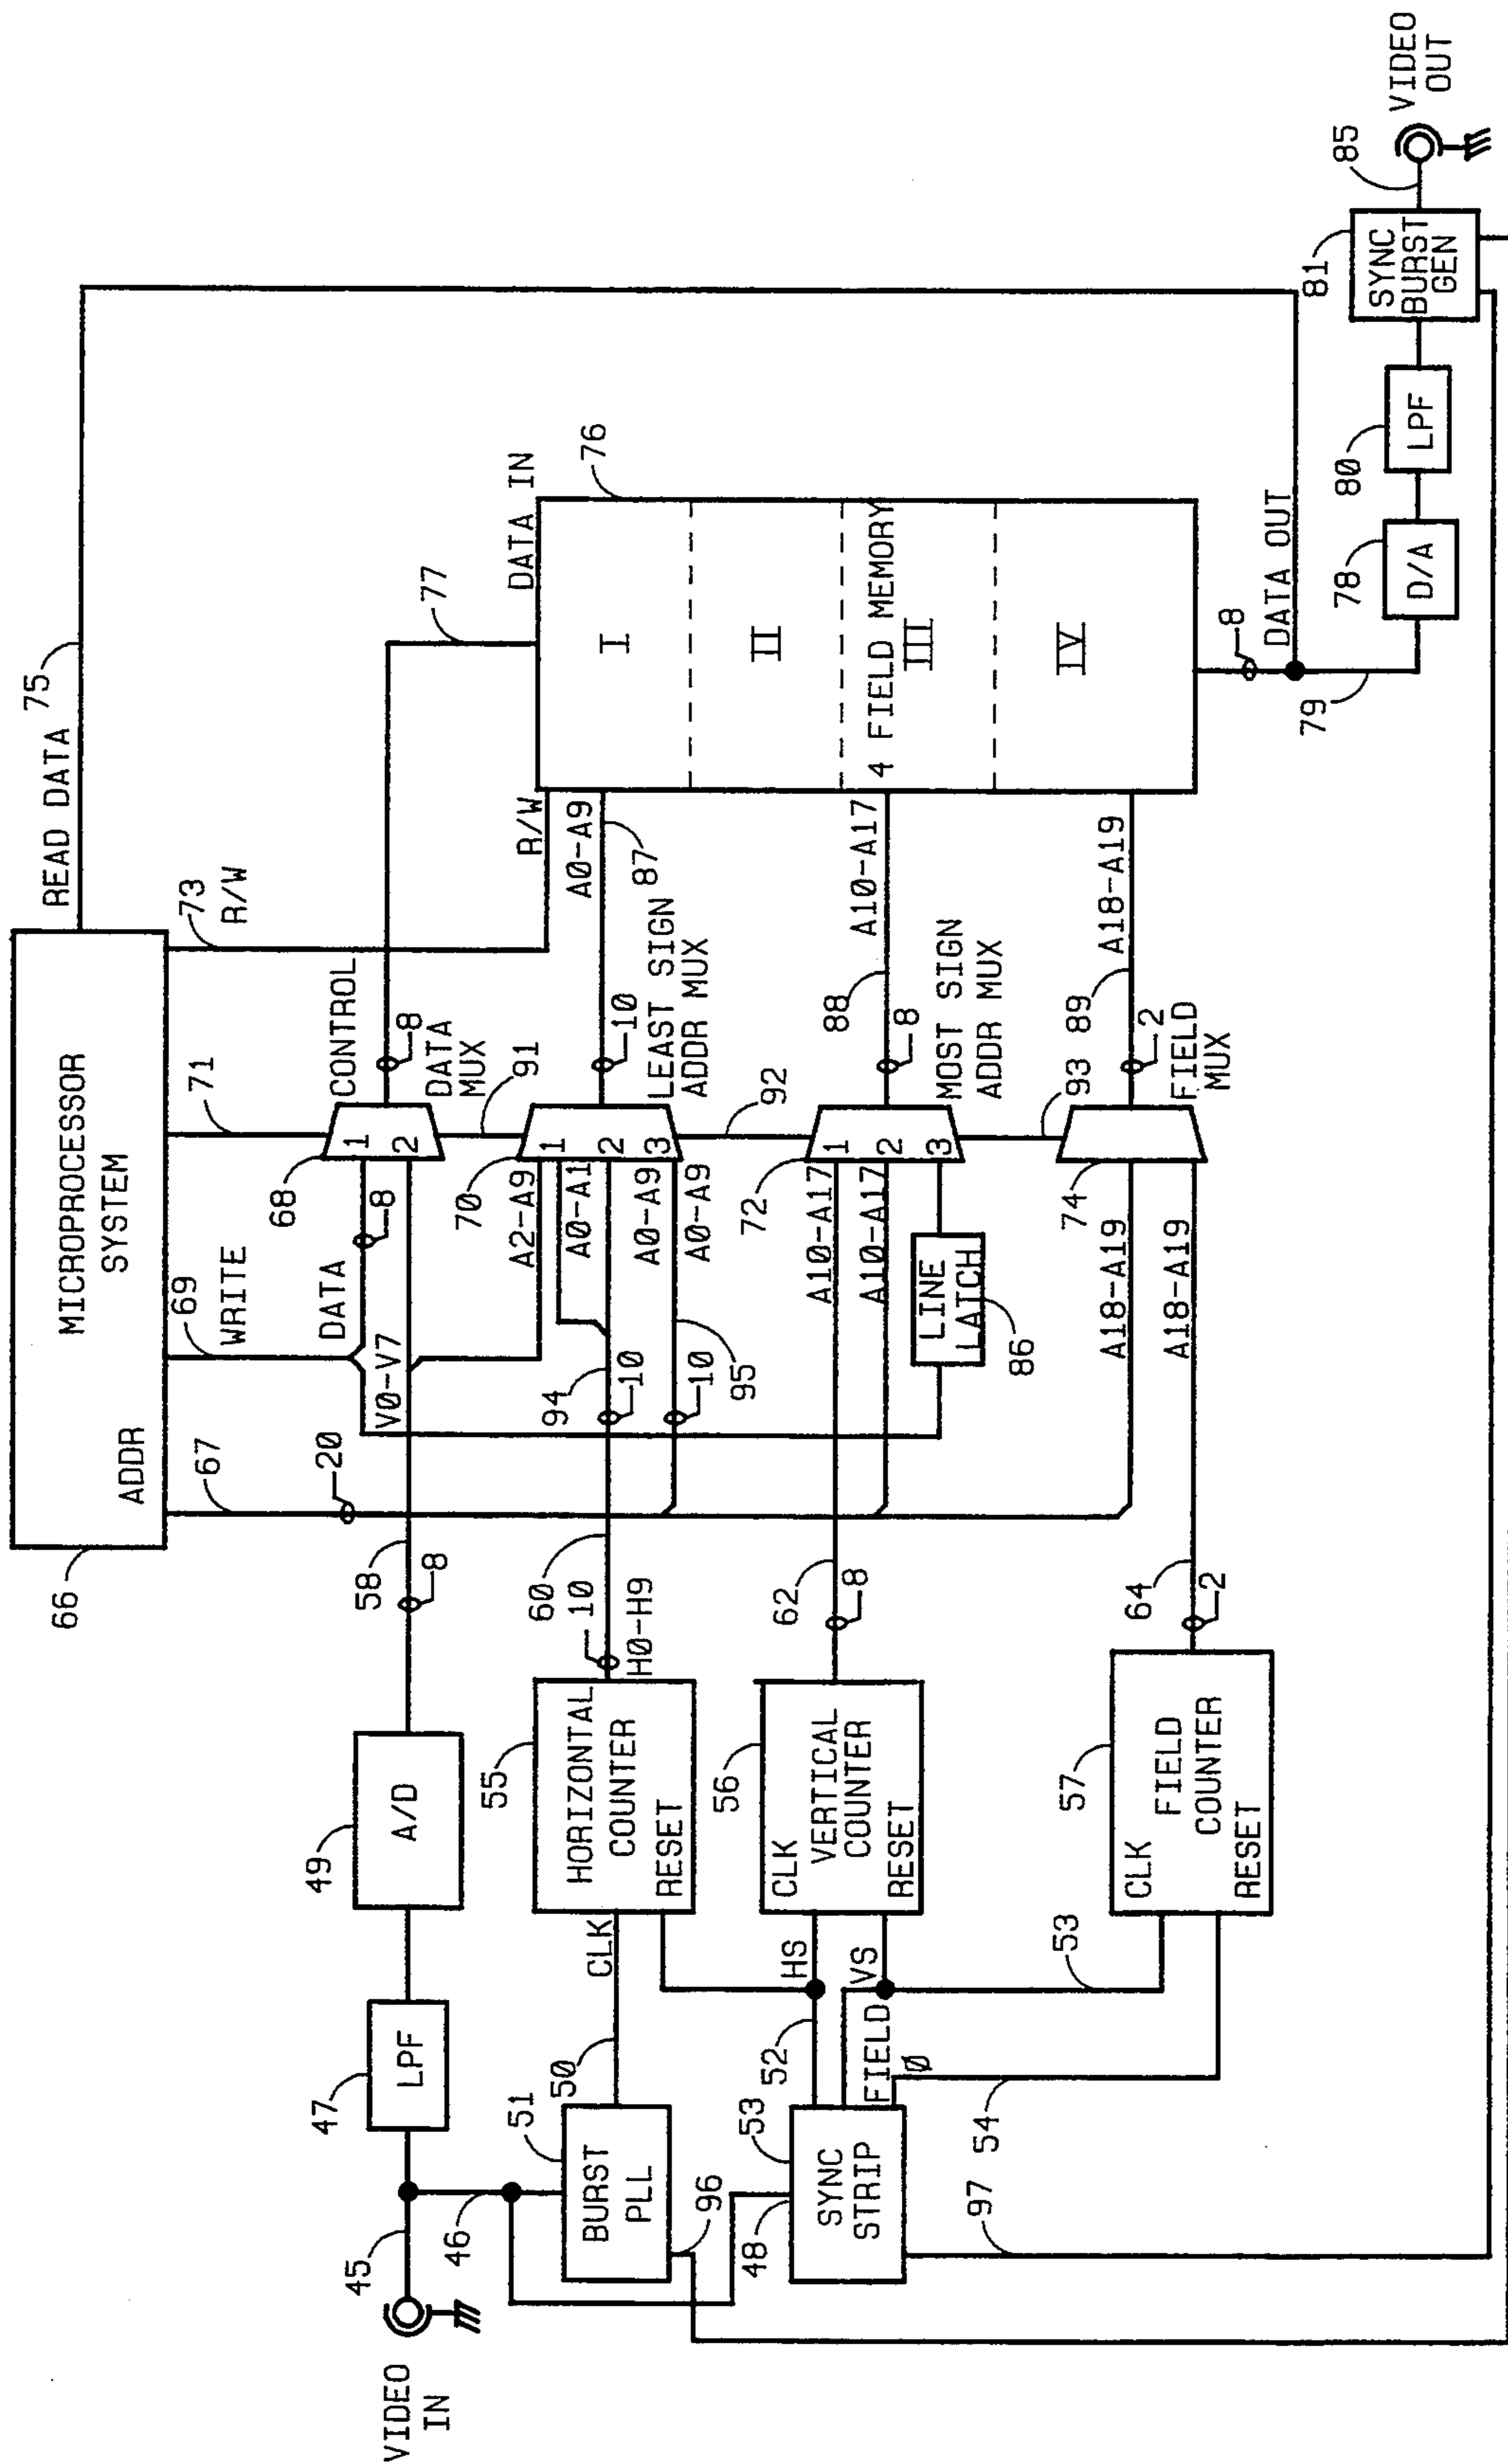 MICROPROCESSOR
SYSTEM
ADDR
66
READ DATA
75
67
20
69
WRITE
DATA
8
71
CONTROL
73
R/W
VIDEO
IN
45
46
47
LPF
49
A/D
58
8
V0-V7
68
1
2
8
DATA
MUX
77
DATA IN
76
BURST
PLL
51
50
CLK
96
HORIZONTAL
COUNTER
RESET
55
10
H0-H9
60
94
10
95
10
A2-A9
A0-A1
A0-A9
A0-A9
70
1
2
3
91
10
LEAST SIGN
ADDR MUX
R/W
A0-A9
87
I
II
4 FIELD MEMORY
III
IV
SYNC
STRIP
48
53
52
HS
VS
FIELD
Ø
54
53
97
CLK
VERTICAL
COUNTER
RESET
56
62
8
A10-A17
A10-A17
LINE
LATCH
86
72
1
2
3
92
8
MOST SIGN
ADDR MUX
88
A10-A17
CLK
FIELD
COUNTER
RESET
57
64
2
A18-A19
A18-A19
74
93
2
FIELD
MUX
89
A18-A19
8
DATA OUT
79
78
D/A
80
LPF
81
SYNC
BURST
GEN
85
VIDEO
OUT